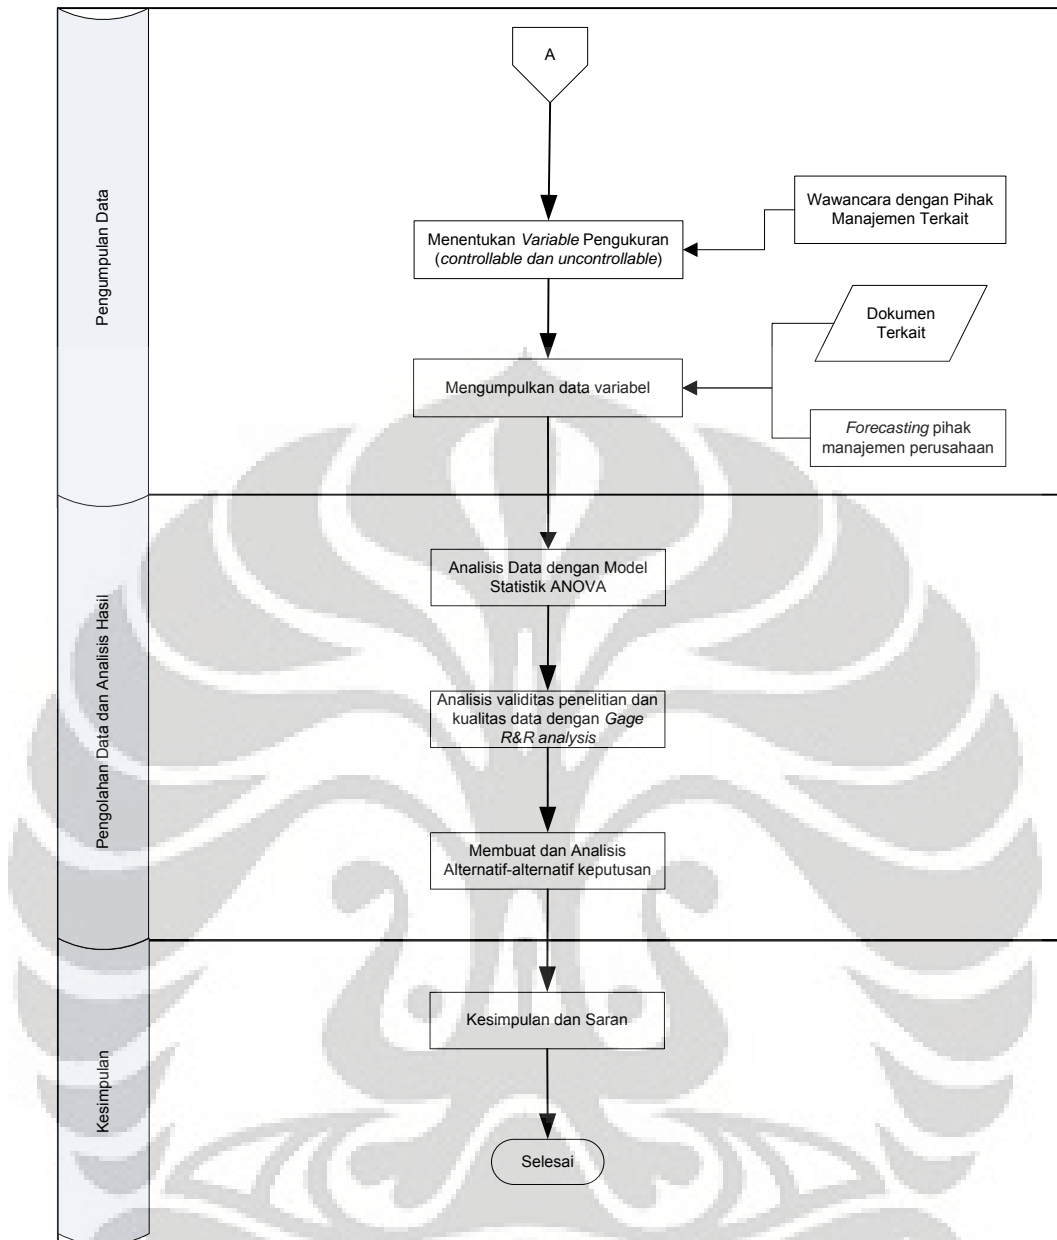 A
Pengumpulan Data
Wawancara dengan Pihak
Manajemen Terkait
Menentukan Variable Pengukuran
(controllable dan uncontrollable)
Dokumen
Terkait
Mengumpulkan data variabel
Forecasting pihak
manajemen perusahaan
Pengolahan Data dan Analisis Hasil
Analisis Data dengan Model
Statistik ANOVA
Analisis validitas penelitian dan
kualitas data dengan Gage
R&R analysis
Membuat dan Analisis
Alternatif-alternatif keputusan
Kesimpulan
Kesimpulan dan Saran
Selesai